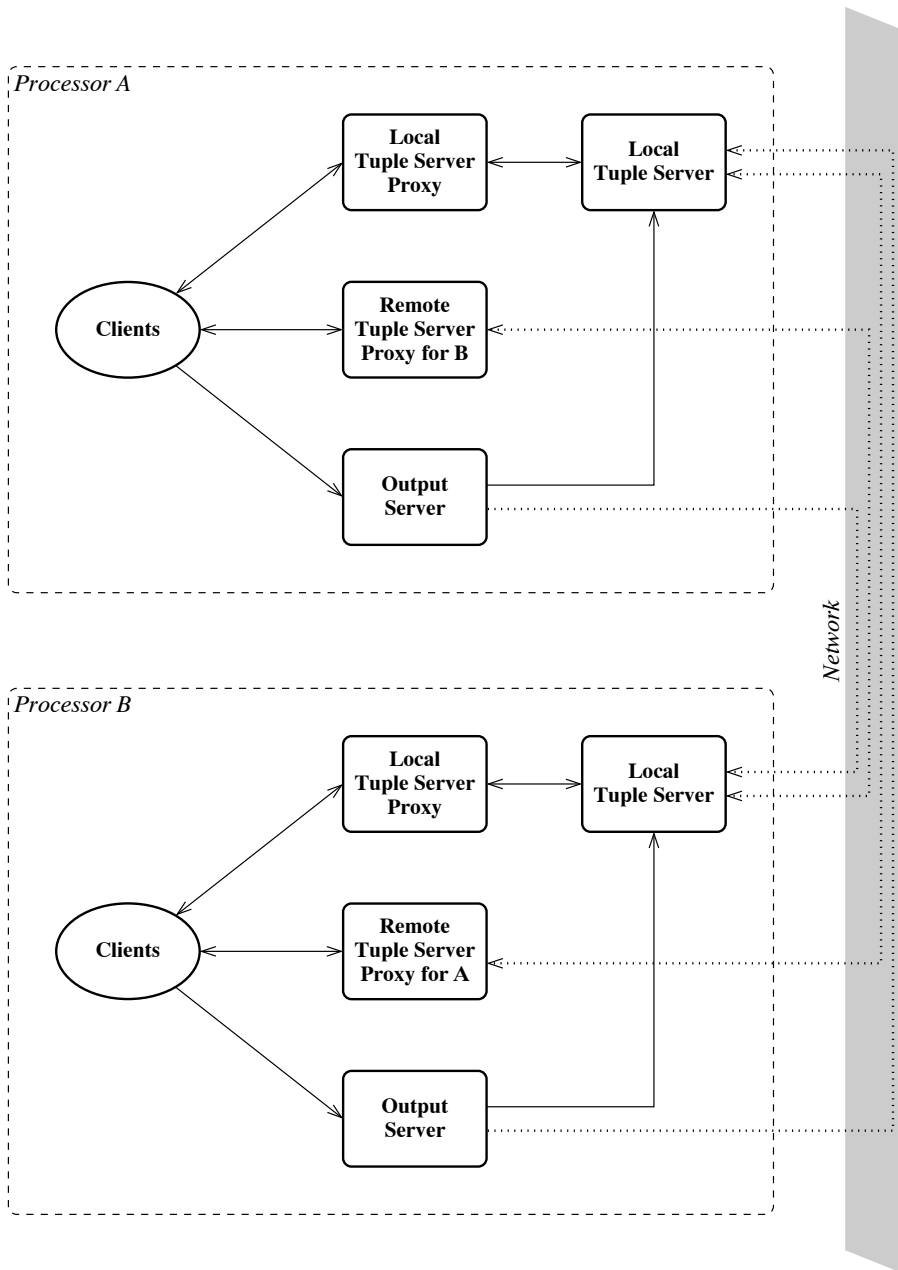 Processor A
Local
Tuple Server
Proxy
Local
Tuple Server
Clients
Remote
Tuple Server
Proxy for B
Output
Server
Network
Processor B
Local
Tuple Server
Proxy
Local
Tuple Server
Clients
Remote
Tuple Server
Proxy for A
Output
Server